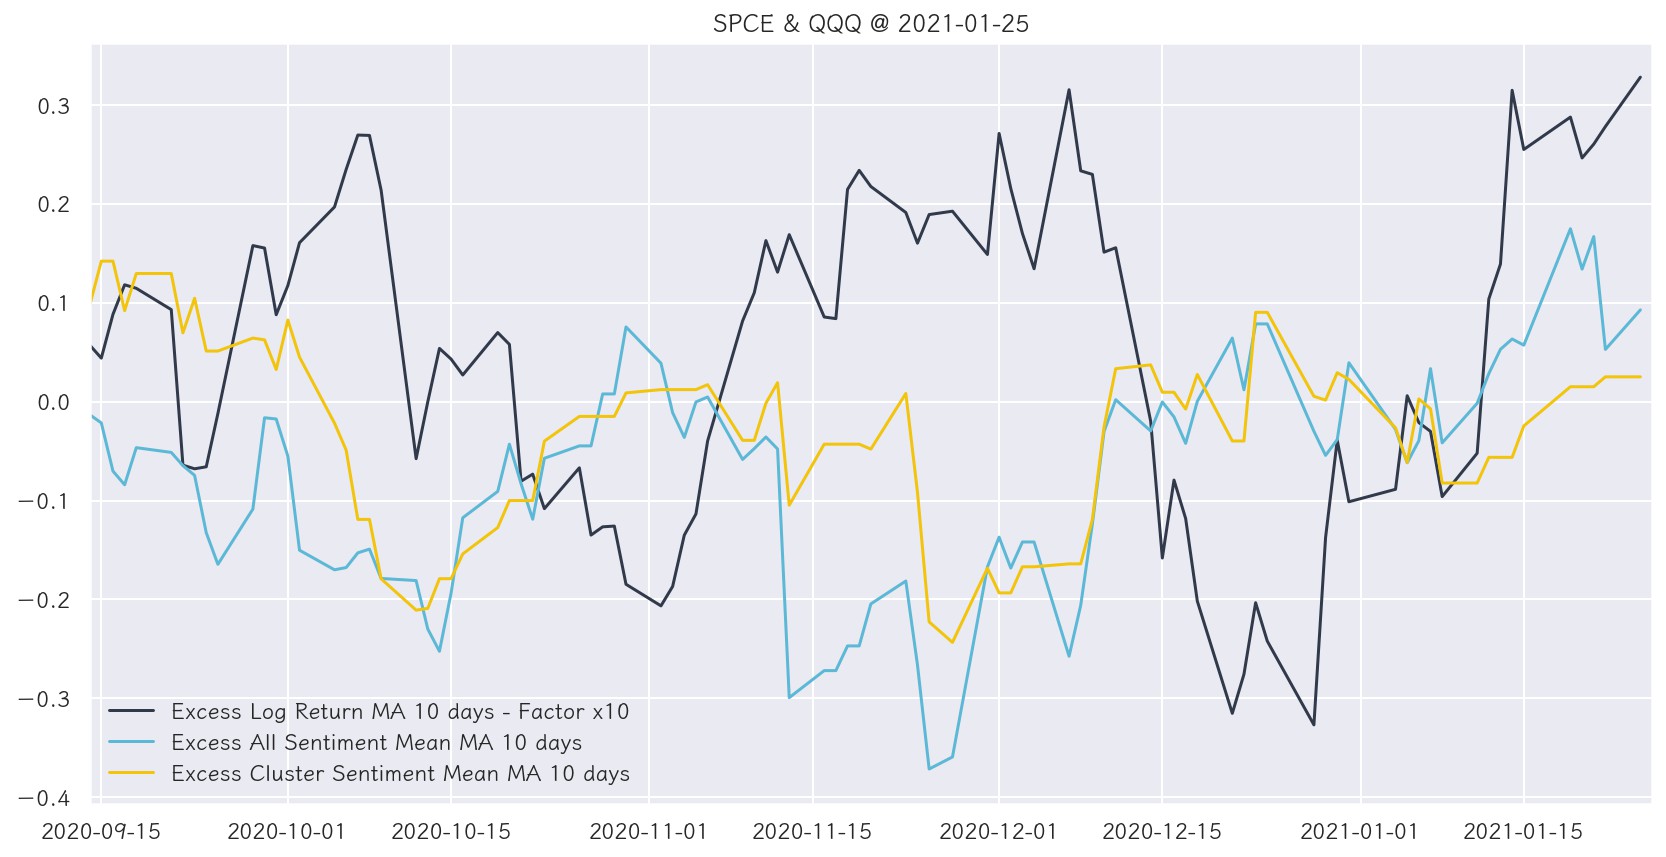 SPCE & QQQ @ 2021-01-25
0.3
0.2
0.1
0.0
−0.1
−0.2
−0.3
−0.4
Excess Log Return MA 10 days - Factor x10
Excess All Sentiment Mean MA 10 days
Excess Cluster Sentiment Mean MA 10 days
2020-09-15 2020-10-01 2020-10-15 2020-11-01 2020-11-15 2020-12-01 2020-12-15 2021-01-01 2021-01-15